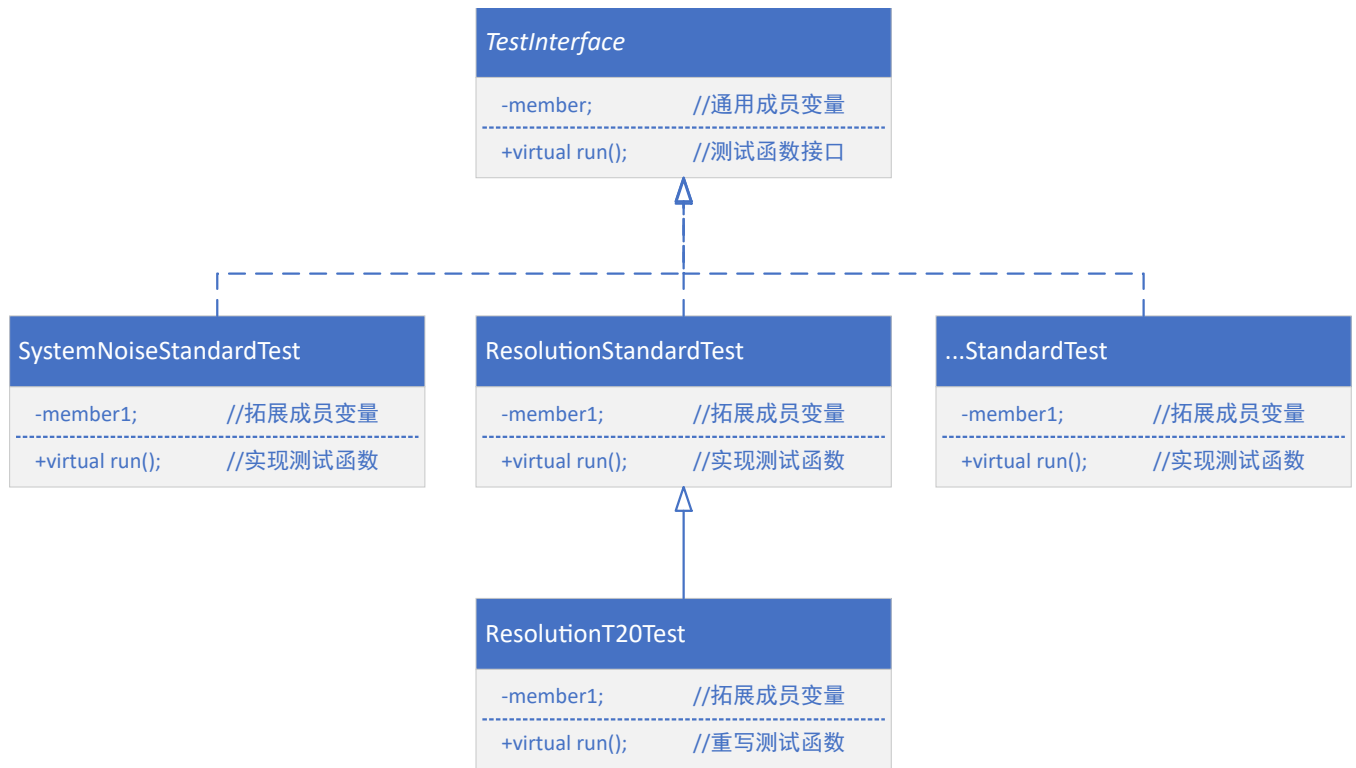 TestInterface
-member; //通用成员变量
+virtual run(); //测试函数接口
SystemNoiseStandardTest
-member1; //拓展成员变量
+virtual run(); //实现测试函数
ResolutionStandardTest
-member1; //拓展成员变量
+virtual run(); //实现测试函数
...StandardTest
-member1; //拓展成员变量
+virtual run(); //实现测试函数
ResolutionT20Test
-member1; //拓展成员变量
+virtual run(); //重写测试函数